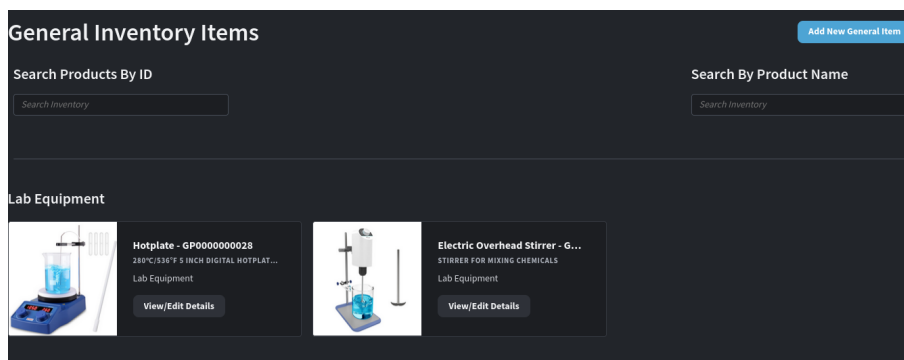 General Inventory Items
Add New General Item
Search Products By ID
Search By Product Name
Search Inventory
Search Inventory
Lab Equipment
Hotplate - GP0000000028
280°C/536°F 5 INCH DIGITAL HOTPLAT...
Lab Equipment
View/Edit Details
Electric Overhead Stirrer - G...
STIRRER FOR MIXING CHEMICALS
Lab Equipment
View/Edit Details